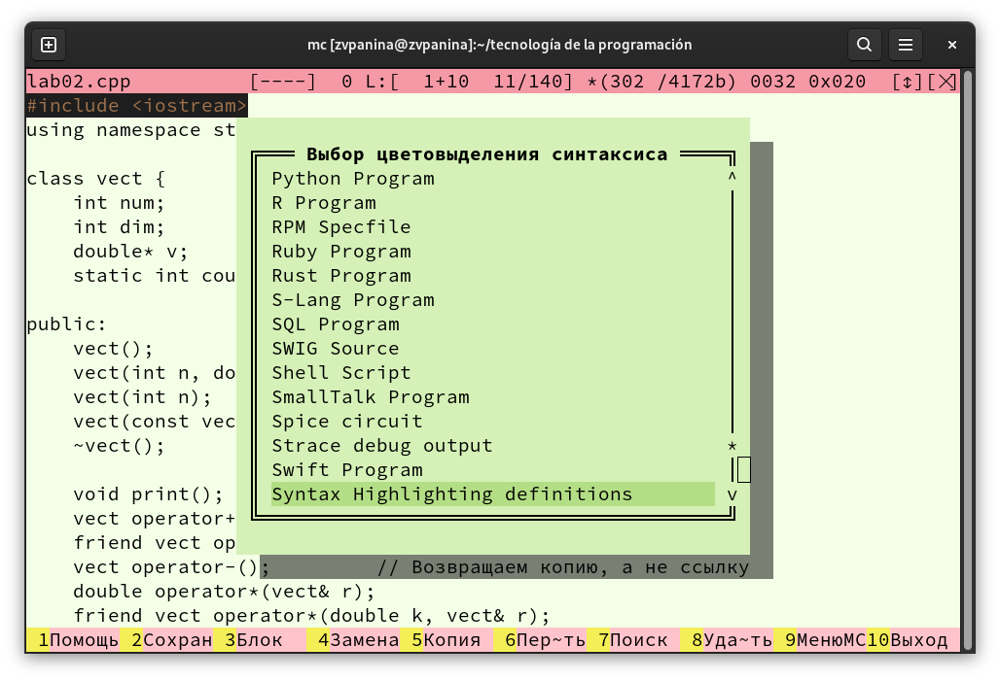 mc [zvpanina@zvpanina]:~/tecnología de la programación
lab02.cpp          [----]  0 L:[  1+10  11/140] *(302 /4172b) 0032 0x020  [↕][X]
#include <iostream>
using namespace st
Выбор цветовыделения синтаксиса
class vect {      Python Program
    int num;      R Program
    int dim;      RPM Specfile
    double* v;    Ruby Program
    static int cou  Rust Program
S-Lang Program
public:           SQL Program
    vect();       SWIG Source
    vect(int n, do  Shell Script
    vect(int n);  SmallTalk Program
    vect(const vec  Spice circuit
    ~vect();      Strace debug output
Swift Program
    void print();  Syntax Highlighting definitions
    vect operator+
    friend vect op
    vect operator-();         // Возвращаем копию, а не ссылку
    double operator*(vect& r);
    friend vect operator*(double k, vect& r);
1Помощь 2Сохран 3Блок 4Замена 5Копия 6Пер~ть 7Поиск 8Уда~ть 9МенюМС10Выход